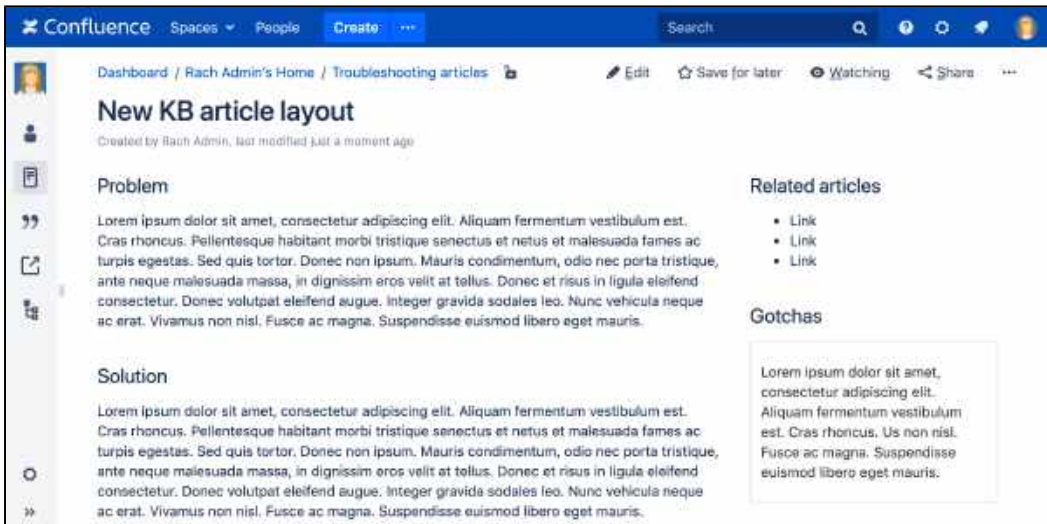 Confluence Spaces People Create ... Search
Dashboard / Rach Admin's Home / Troubleshooting articles Edit Save for later Watching Share ...
New KB article layout
Created by Rach Admin, last modified just a moment ago
Problem
Lorem ipsum dolor sit amet, consectetur adipiscing elit. Aliquam fermentum vestibulum est.
Cras rhoncus. Pellentesque habitant morbi tristique senectus et netus et malesuada fames ac
turpis egestas. Sed quis tortor. Donec non ipsum. Mauris condimentum, odio nec porta tristique,
ante neque malesuada massa, in dignissim eros velit at tellus. Donec et risus in ligula eleifend
consectetur. Donec volutpat eleifend augue. Integer gravida sodales leo. Nunc vehicula neque
ac erat. Vivamus non nisl. Fusce ac magna. Suspendisse euismod libero eget mauris.
Solution
Lorem ipsum dolor sit amet, consectetur adipiscing elit. Aliquam fermentum vestibulum est.
Cras rhoncus. Pellentesque habitant morbi tristique senectus et netus et malesuada fames ac
turpis egestas. Sed quis tortor. Donec non ipsum. Mauris condimentum, odio nec porta tristique,
ante neque malesuada massa, in dignissim eros velit at tellus. Donec et risus in ligula eleifend
consectetur. Donec volutpat eleifend augue. Integer gravida sodales leo. Nunc vehicula neque
ac erat. Vivamus non nisl. Fusce ac magna. Suspendisse euismod libero eget mauris.
Related articles
• Link
• Link
• Link
Gotchas
Lorem ipsum dolor sit amet,
consectetur adipiscing elit.
Aliquam fermentum vestibulum
est. Cras rhoncus. Us non nisl.
Fusce ac magna. Suspendisse
euismod libero eget mauris.